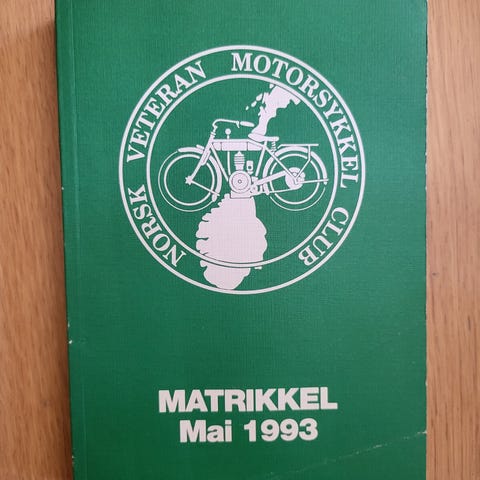 NORSK VETERAN MOTORSYKKEL CLUB
MATRIKKEL
Mai 1993